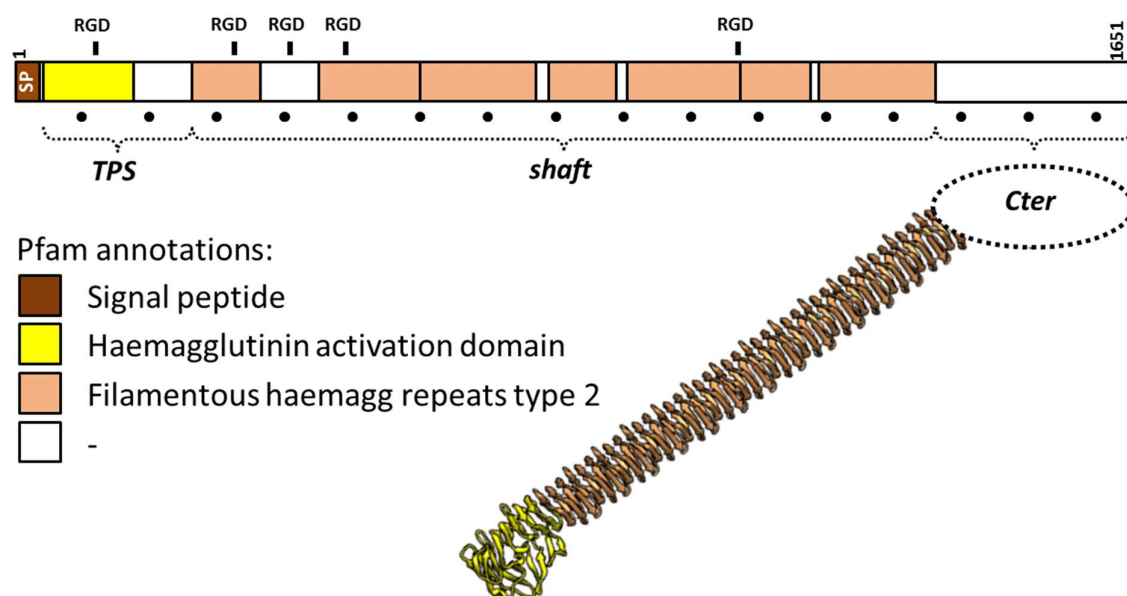 RGD RGD RGD RGD RGD
1 1651
SP
TPS shaft
Cter
Pfam annotations:
Signal peptide
Haemagglutinin activation domain
Filamentous haemagg repeats type 2
-